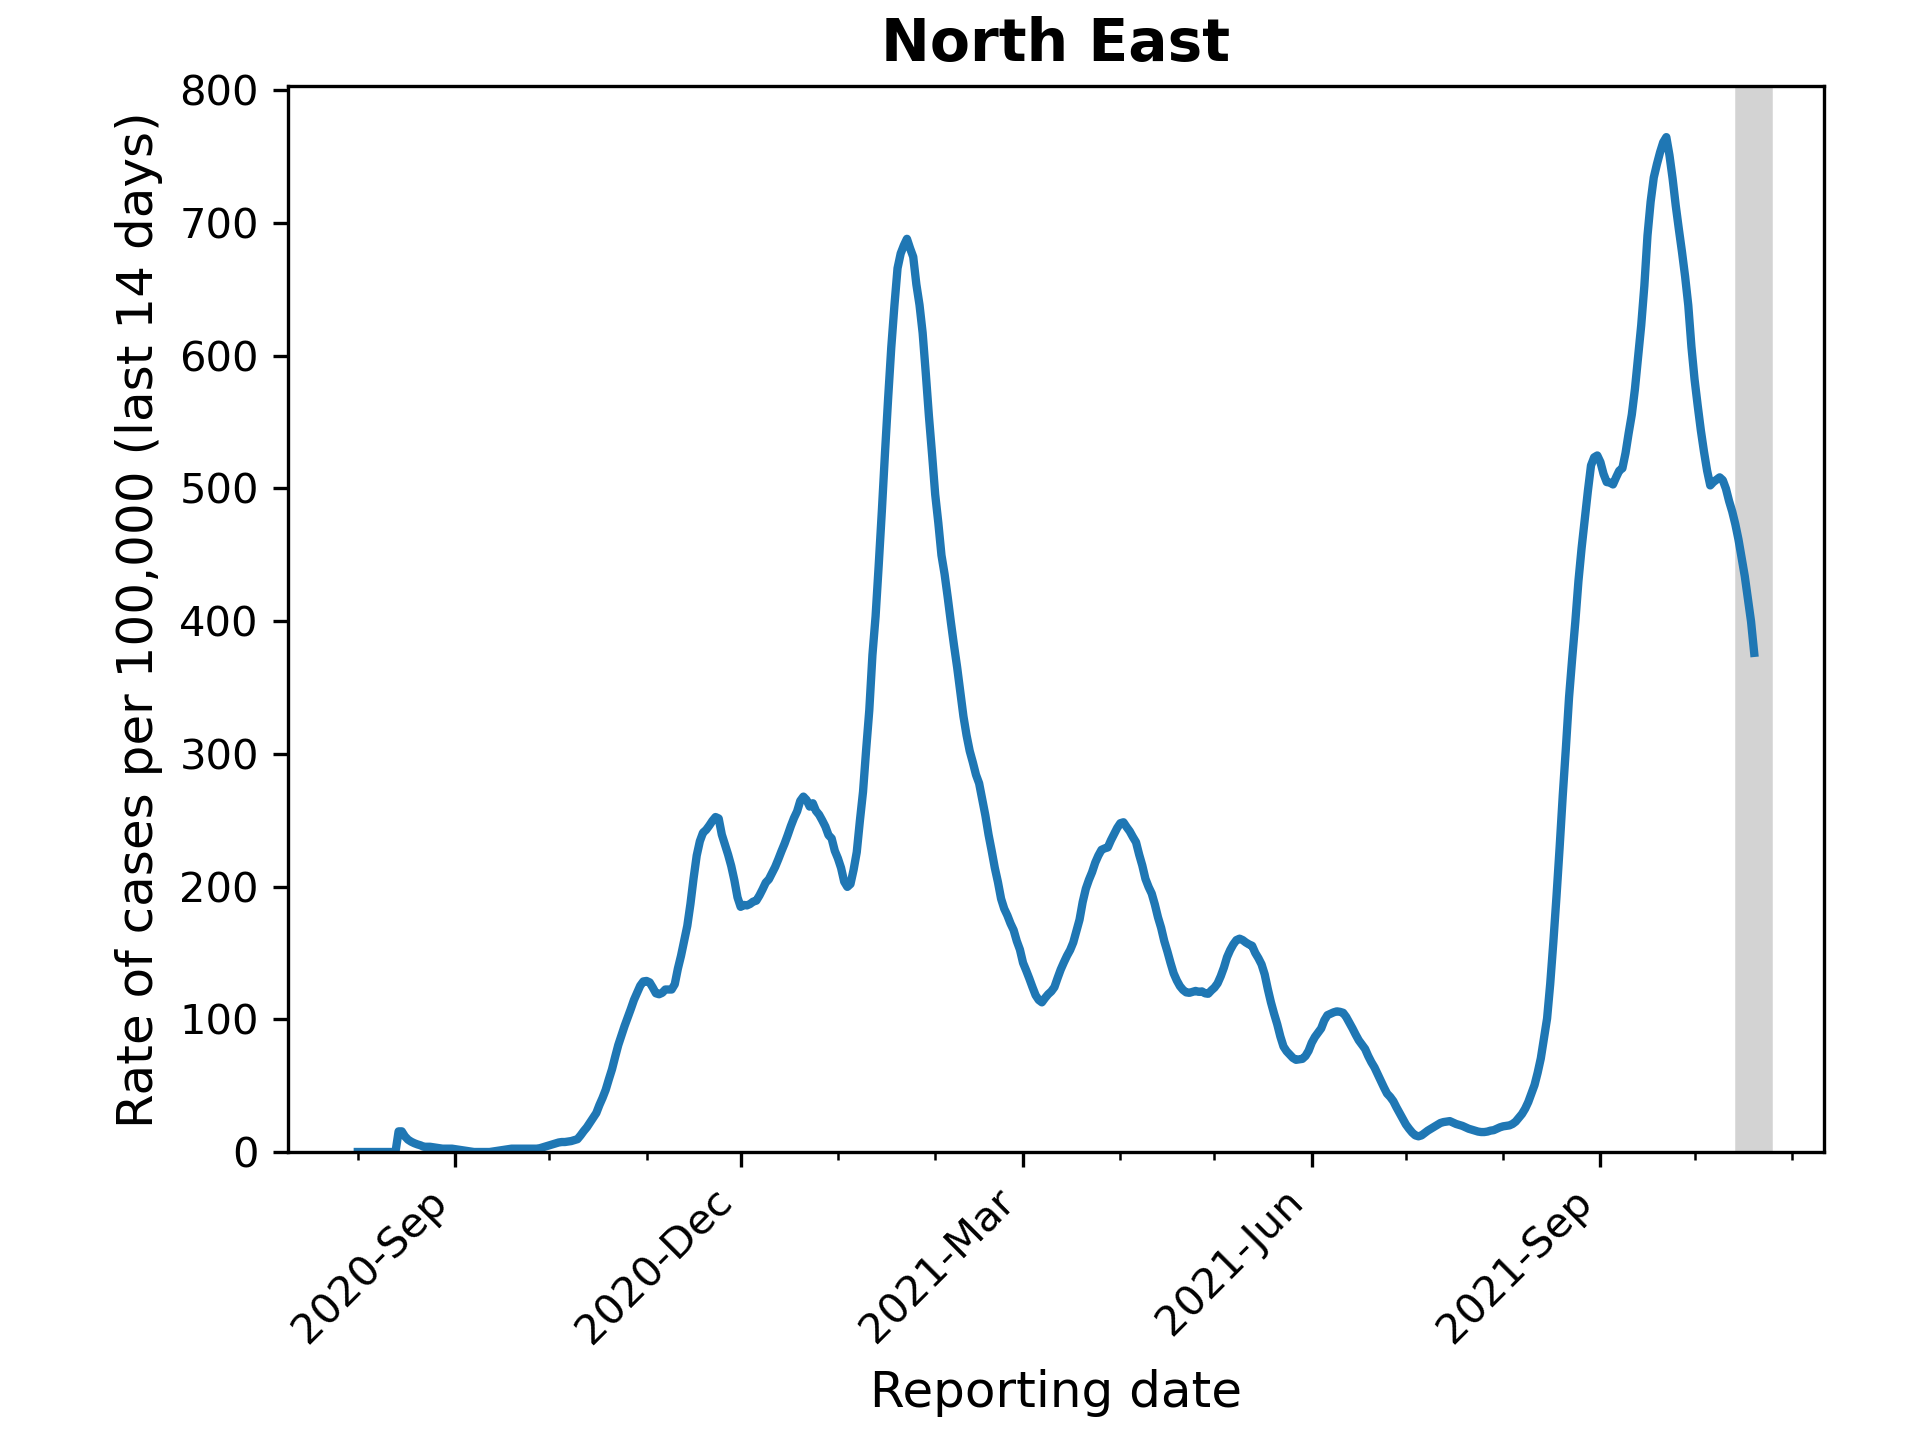 North East
Rate of cases per 100,000 (last 14 days)
800
700
600
500
400
300
200
100
0
2020-Sep
2020-Dec
2021-Mar
2021-Jun
2021-Sep
Reporting date